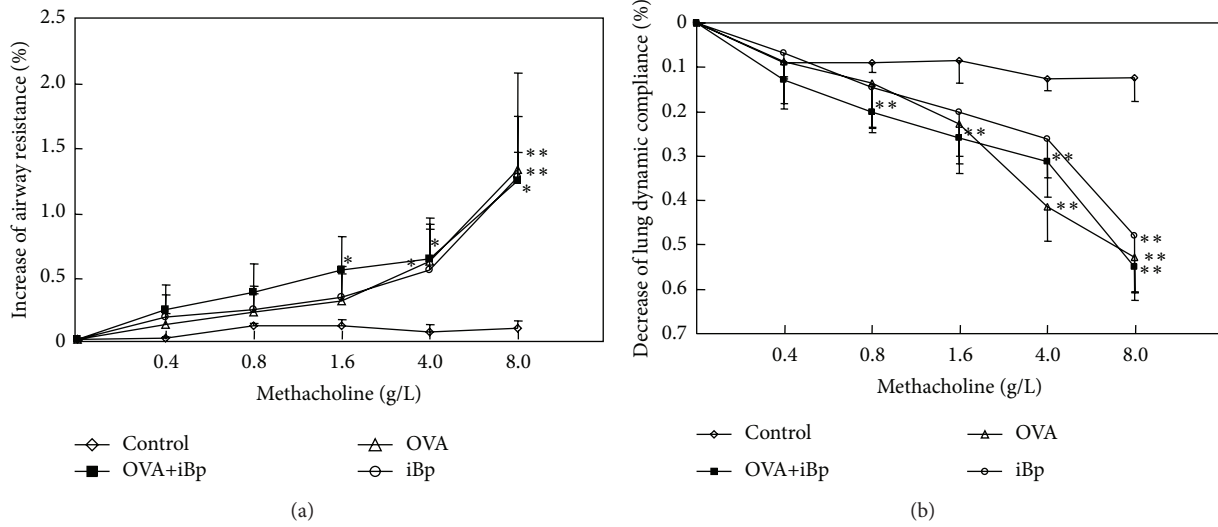 Increase of airway resistance (%)
2.5
2.0
1.5
1.0
0.5
0
0.4 0.8 1.6 4.0 8.0
Methacholine (g/L)
* * * ** ** *
Control OVA
OVA+iBp iBp
(a)
Decrease of lung dynamic compliance (%)
0
0.1
0.2
0.3
0.4
0.5
0.6
0.7
0.4 0.8 1.6 4.0 8.0
Methacholine (g/L)
** ** ** ** ** ** **
Control OVA
OVA+iBp iBp
(b)